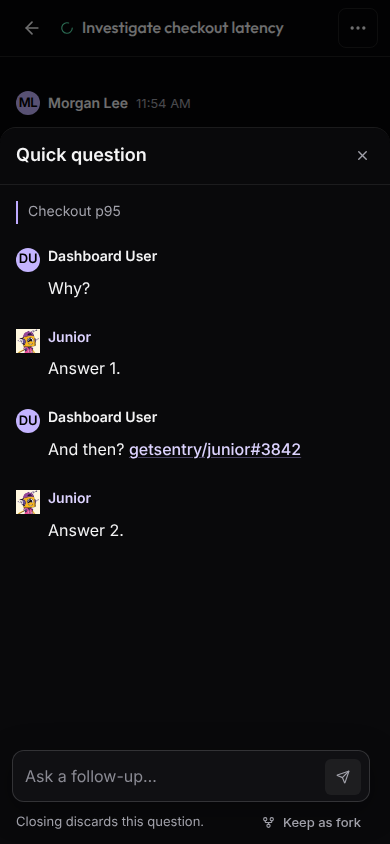 Investigate checkout latency
ML Morgan Lee 11:54 AM
Quick question
Checkout p95
DU Dashboard User
Why?
Junior
Answer 1.
DU Dashboard User
And then? getsentry/junior#3842
Junior
Answer 2.
Ask a follow-up...
Closing discards this question. Keep as fork